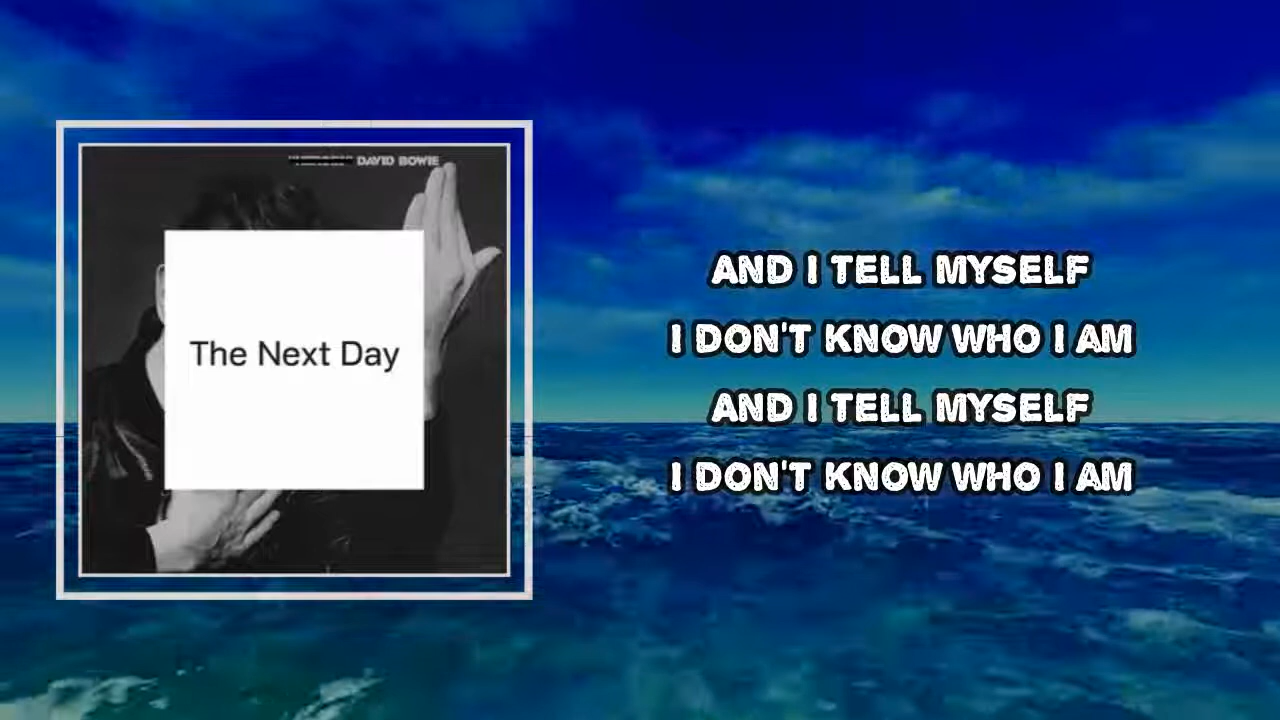 DAVID BOWIE
The Next Day
AND I TELL MYSELF
I DON'T KNOW WHO I AM
AND I TELL MYSELF
I DON'T KNOW WHO I AM